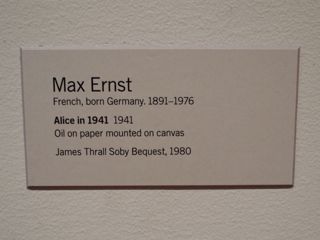 Max Ernst
French, born Germany. 1891–1976
Alice in 1941 1941
Oil on paper mounted on canvas
James Thrall Soby Bequest, 1980